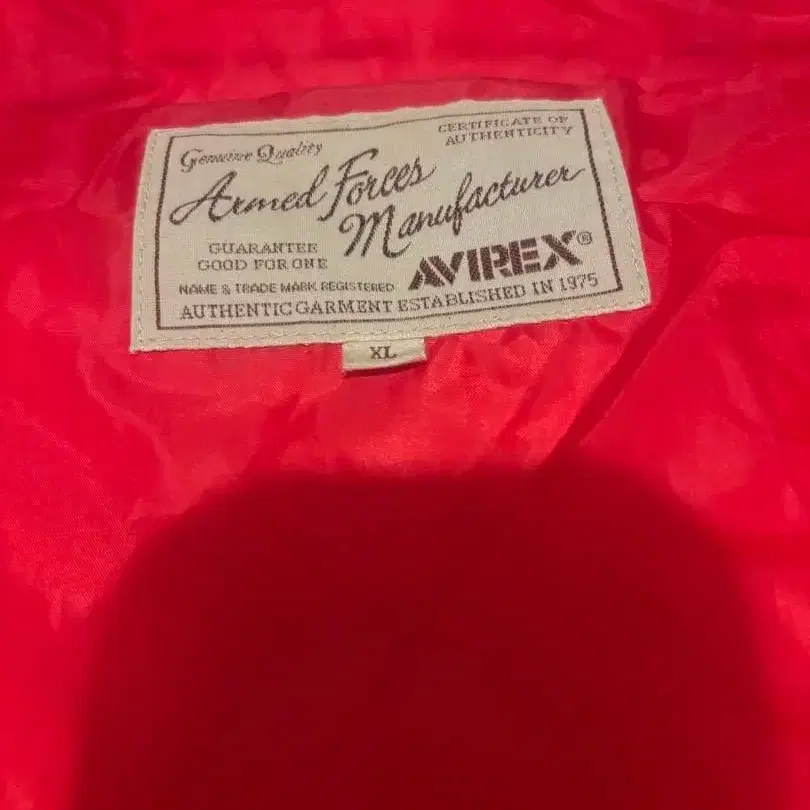 Genuine Quality
CERTIFICATE OF
AUTHENTICITY
Armed Forces
Manufacturer
GUARANTEE
GOOD FOR ONE
NAME & TRADE MARK REGISTERED
AVIREX®
AUTHENTIC GARMENT ESTABLISHED IN 1975
XL